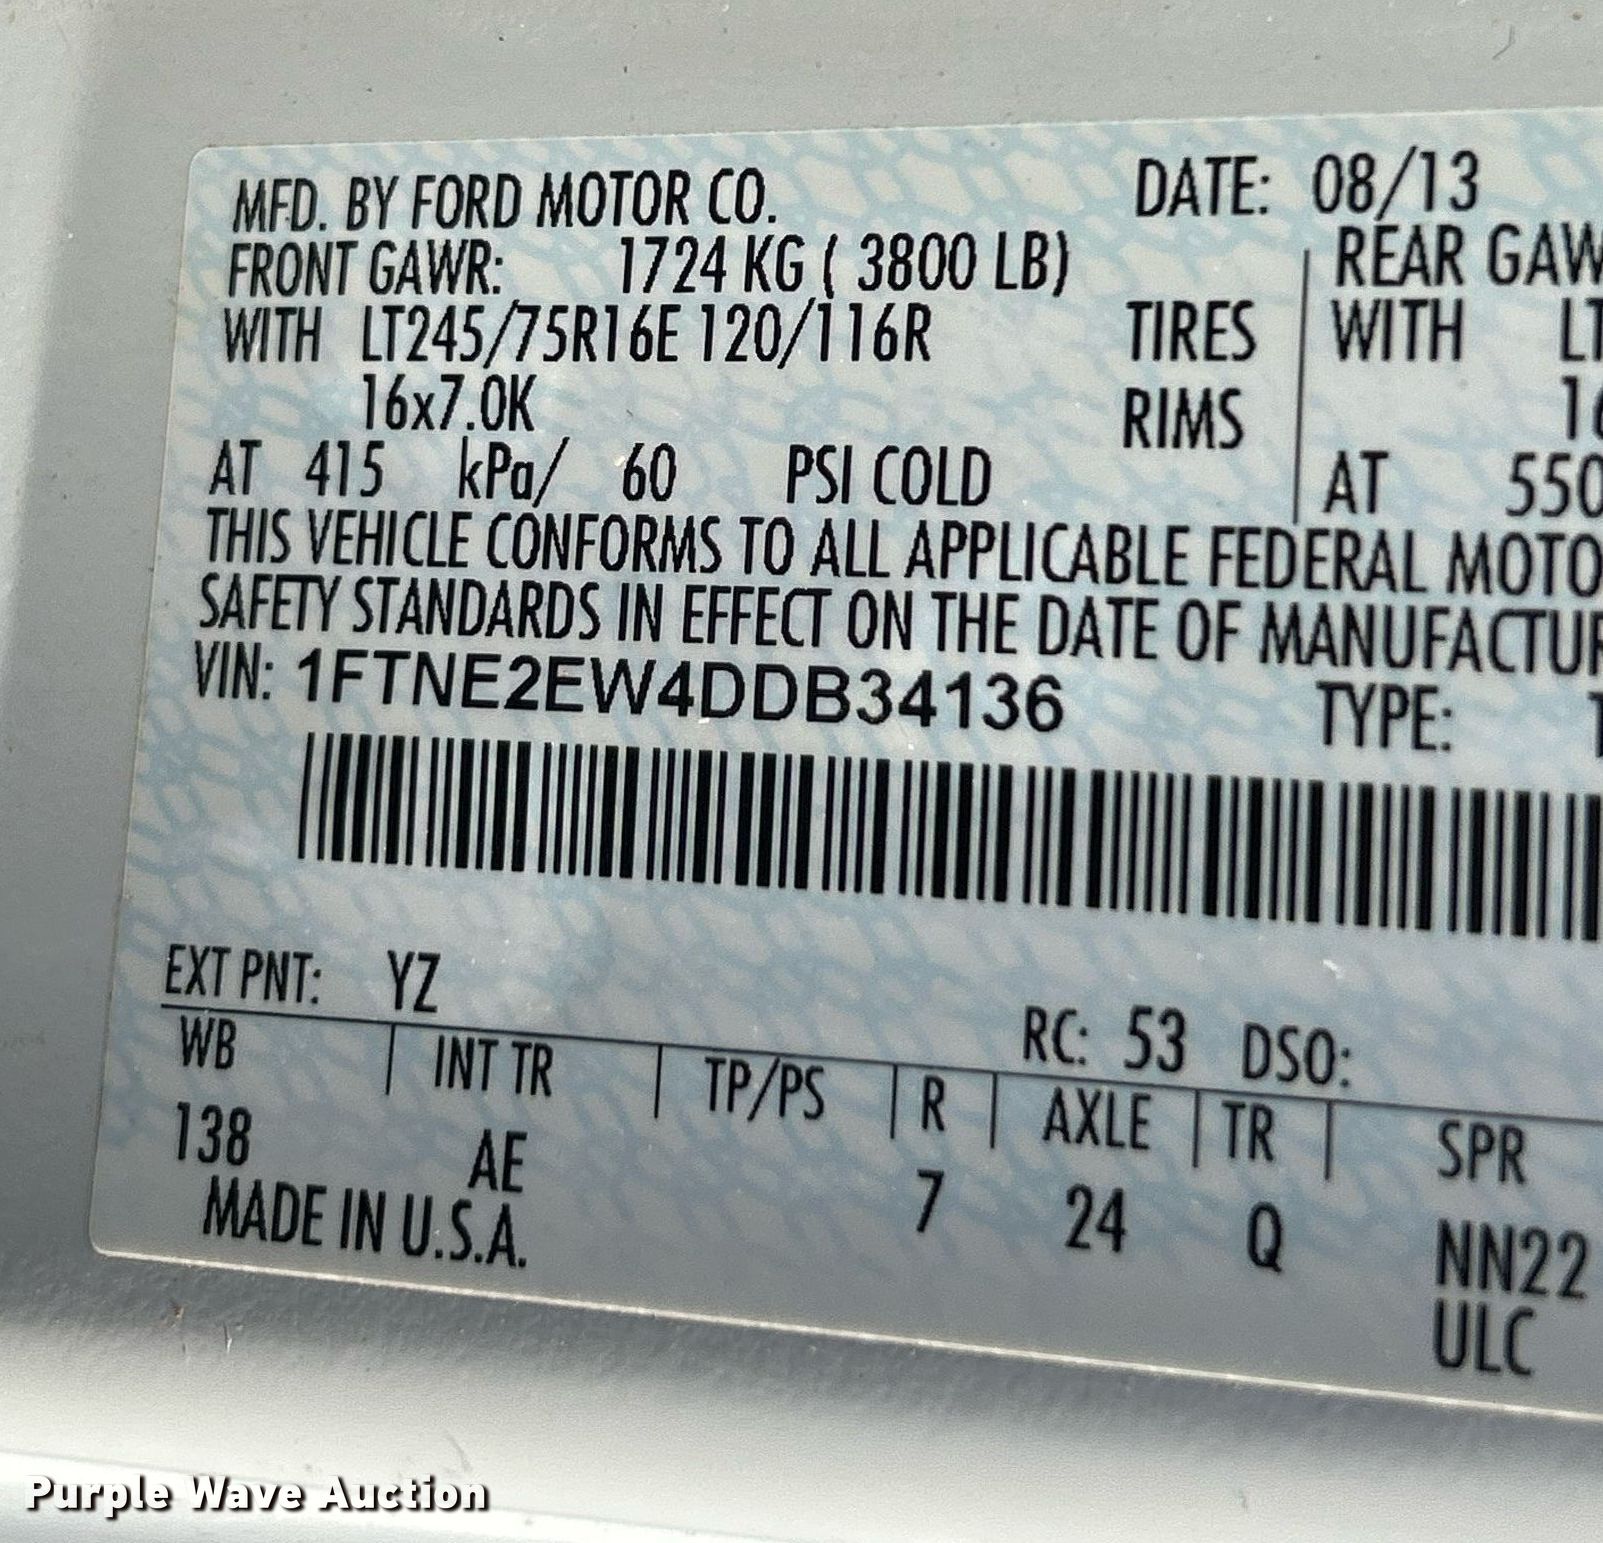 MFD. BY FORD MOTOR CO. DATE: 08/13
FRONT GAWR: 1724 KG ( 3800 LB) REAR GAW
WITH LT245/75R16E 120/116R TIRES WITH LT
16x7.0K RIMS 16
AT 415 kPa/ 60 PSI COLD AT 550
THIS VEHICLE CONFORMS TO ALL APPLICABLE FEDERAL MOTO
SAFETY STANDARDS IN EFFECT ON THE DATE OF MANUFACTUR
VIN: 1FTNE2EW4DDB34136 TYPE:
EXT PNT: YZ RC: 53 DSO:
WB INT TR TP/PS R AXLE TR SPR
138 AE 7 24 Q NN22
MADE IN U.S.A. ULC
Purple Wave Auction